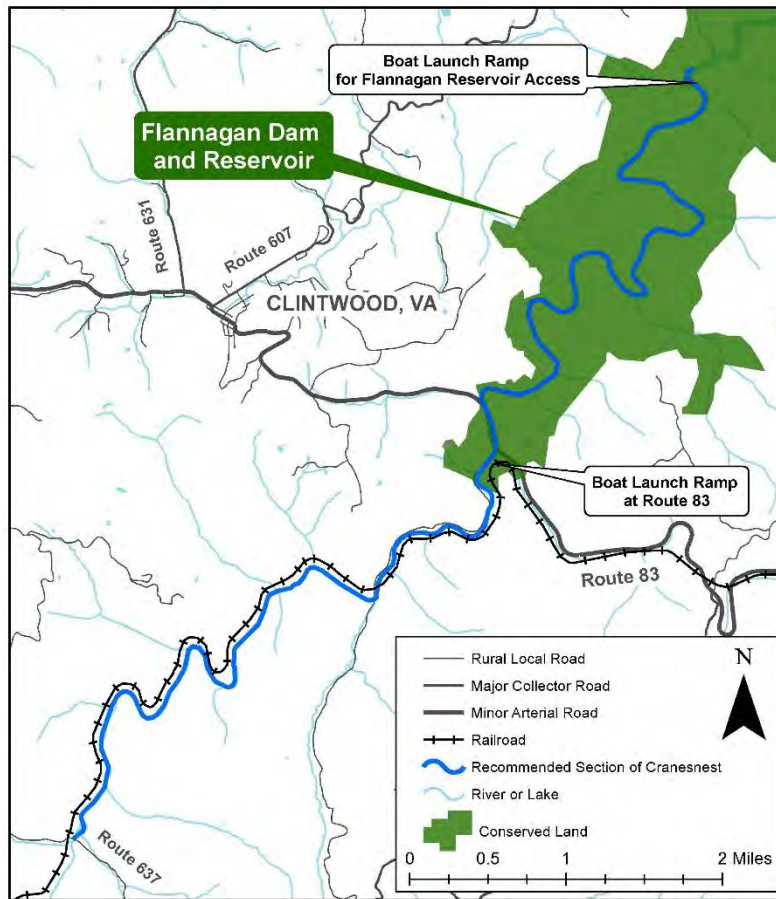 Boat Launch Ramp
for Flannagan Reservoir Access
Flannagan Dam
and Reservoir
Route 631
Route 607
CLINTWOOD, VA
Boat Launch Ramp
at Route 83
Route 83
Route 637
Rural Local Road
Major Collector Road
Minor Arterial Road
Railroad
Recommended Section of Cranesnest
River or Lake
Conserved Land
N
0 0.5 1 2 Miles